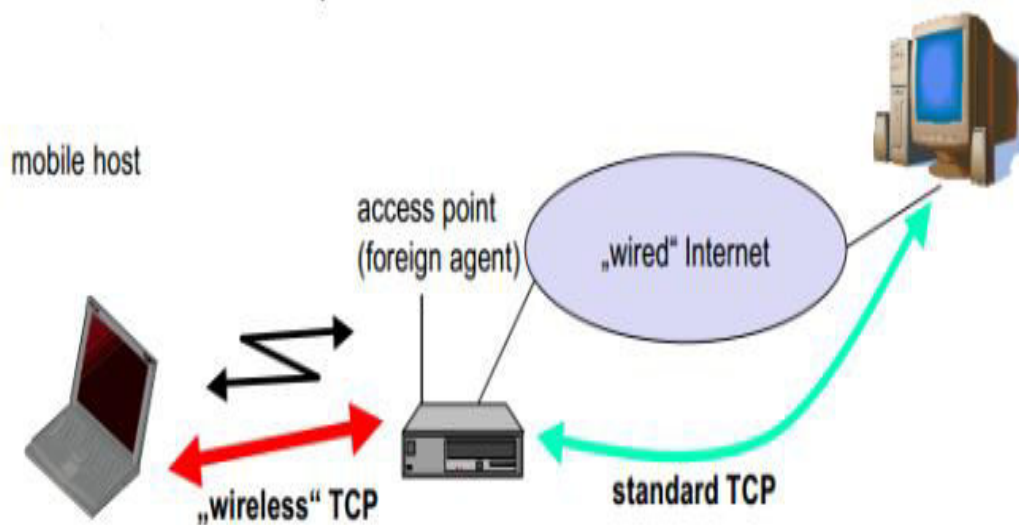 mobile host
access point
(foreign agent)
„wired“ Internet
„wireless“ TCP
standard TCP